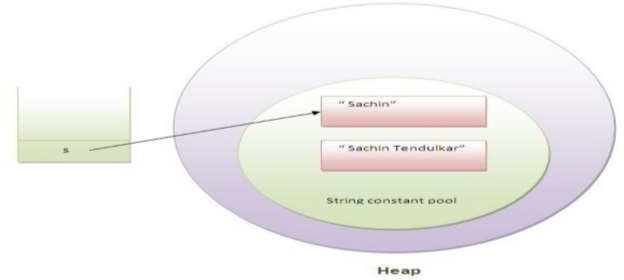 " Sachin"
s
" Sachin Tendulkar"
String constant pool
Heap